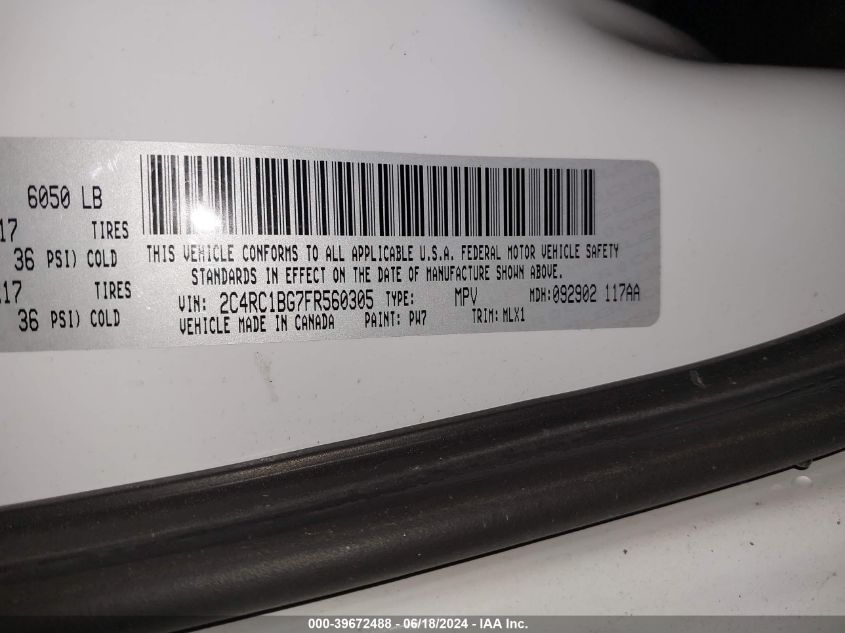 6050 LB
17 TIRES
36 PSI) COLD
.17 TIRES
36 PSI) COLD
THIS VEHICLE CONFORMS TO ALL APPLICABLE U.S.A. FEDERAL MOTOR VEHICLE SAFETY
STANDARDS IN EFFECT ON THE DATE OF MANUFACTURE SHOWN ABOVE.
VIN: 2C4RC1BG7FR560305 TYPE: MPV MDH:092902 117AA
VEHICLE MADE IN CANADA PAINT: PW7 TRIM: MLX1
000-39672488 - 06/18/2024 - IAA Inc.